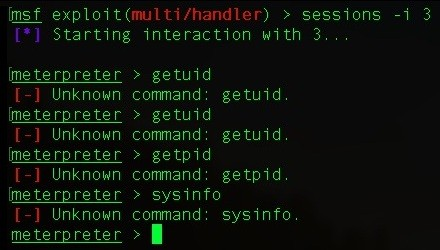 msf exploit(multi/handler) > sessions -i 3
[*] Starting interaction with 3...
meterpreter > getuid
[-] Unknown command: getuid.
meterpreter > getuid
[-] Unknown command: getuid.
meterpreter > getpid
[-] Unknown command: getpid.
meterpreter > sysinfo
[-] Unknown command: sysinfo.
meterpreter >